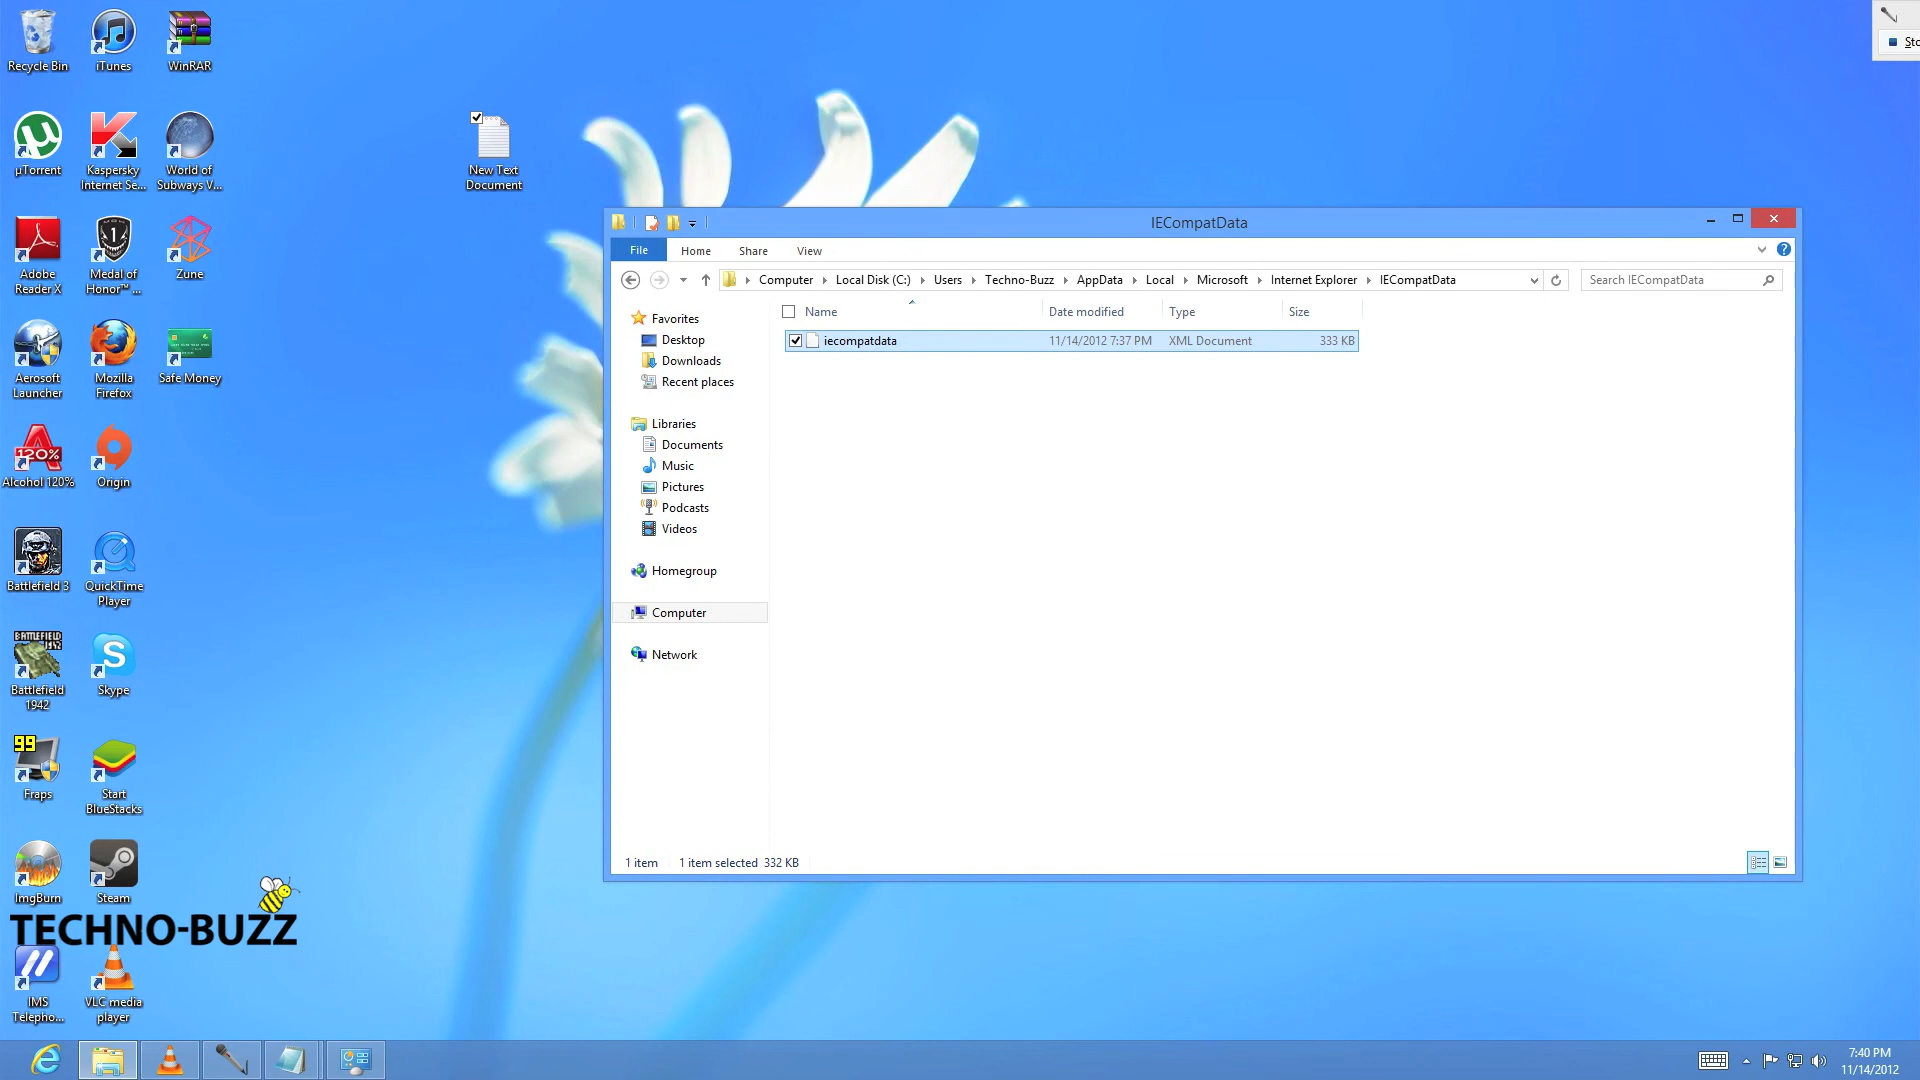 Recycle Bin
iTunes
WinRAR
µTorrent
Kaspersky
Internet Se...
World of
Subways V...
Adobe
Reader X
Medal of
Honor™ ...
Zune
Aerosoft
Launcher
Mozilla
Firefox
Safe Money
120%
Alcohol 120%
Origin
Battlefield 3
QuickTime
Player
BATTLEFIELD
1942
Battlefield
1942
Skype
99
Fraps
Start
BlueStacks
ImgBurn
Steam
TECHNO-BUZZ
IMS
Telepho...
VLC media
player
New Text
Document
Sto
IECompatData
File
Home
Share
View
Computer
Local Disk (C:)
Users
Techno-Buzz
AppData
Local
Microsoft
Internet Explorer
IECompatData
Search IECompatData
Name
Date modified
Type
Size
iecompatdata
11/14/2012 7:37 PM
XML Document
333 KB
Favorites
Desktop
Downloads
Recent places
Libraries
Documents
Music
Pictures
Podcasts
Videos
Homegroup
Computer
Network
1 item
1 item selected 332 KB
7:40 PM
11/14/2012